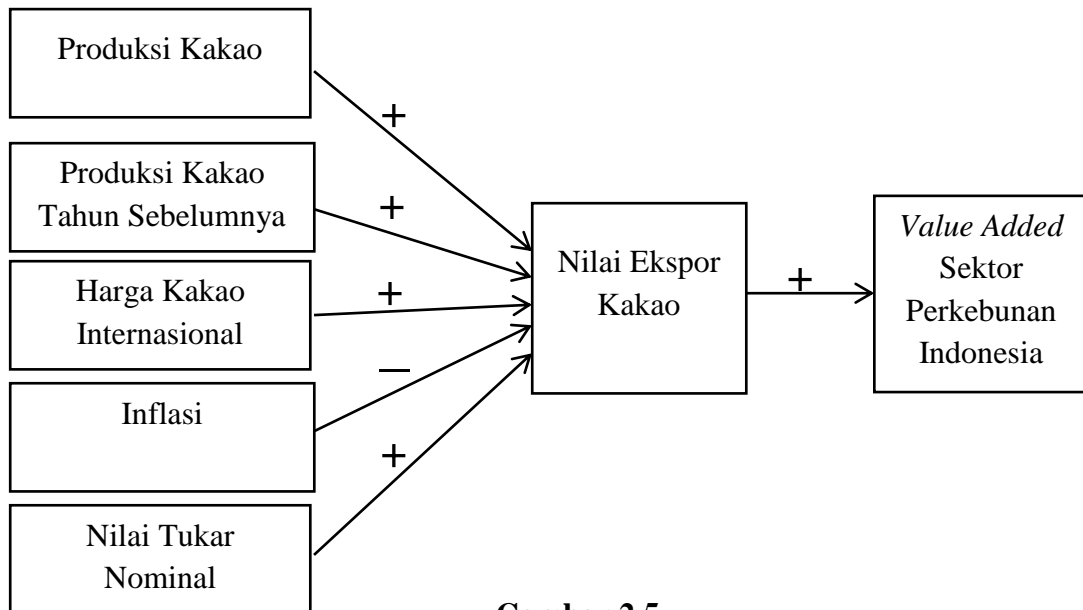 Produksi Kakao
+
Produksi Kakao
Tahun Sebelumnya
+
Harga Kakao
Internasional
+
Inflasi
–
Nilai Tukar
Nominal
+
Nilai Ekspor
Kakao
+
Value Added
Sektor
Perkebunan
Indonesia